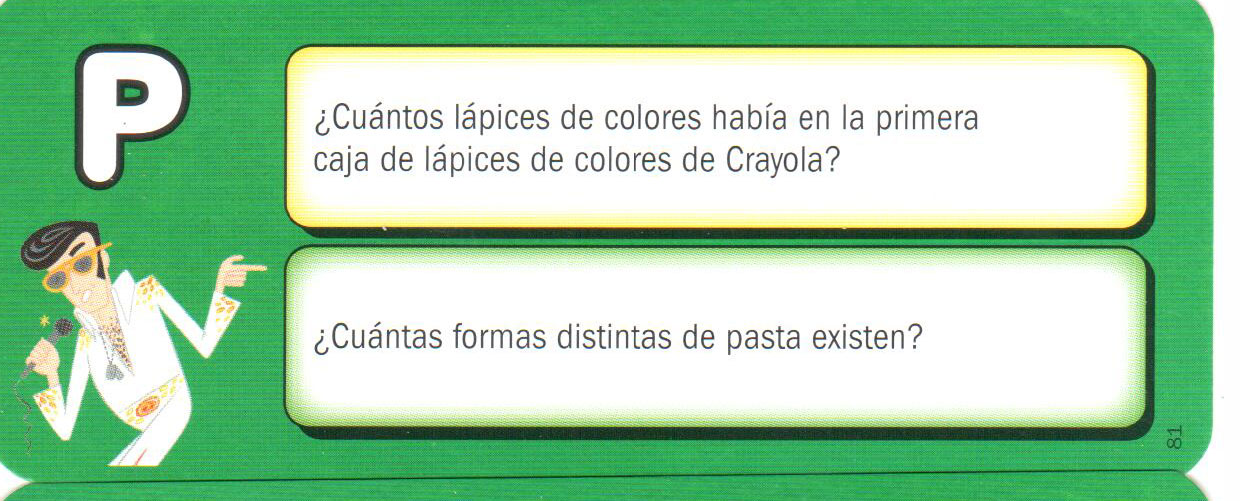 P
¿Cuántos lápices de colores había en la primera
caja de lápices de colores de Crayola?
¿Cuántas formas distintas de pasta existen?
81